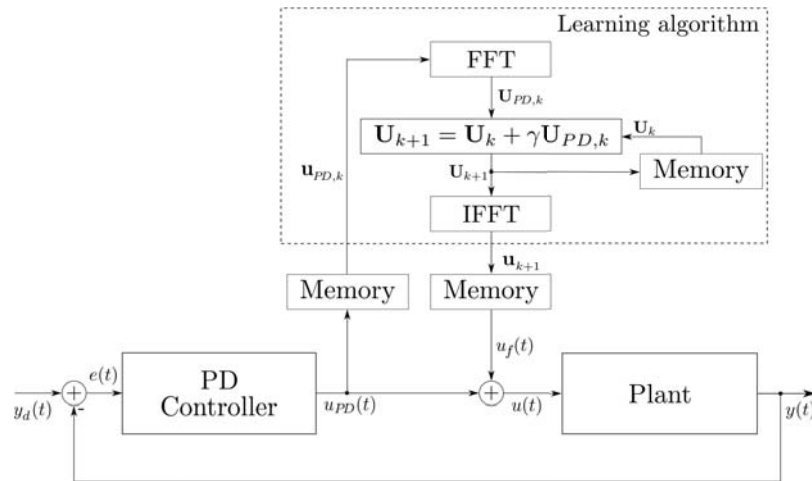 Learning algorithm
FFT
U_{PD,k}
U_{k+1} = U_k + γU_{PD,k}
U_k
u_{PD,k}
U_{k+1}
Memory
IFFT
u_{k+1}
Memory
Memory
u_f(t)
e(t)
PD
Controller
Plant
y_d(t)
+
-
u_{PD}(t)
+
u(t)
y(t)